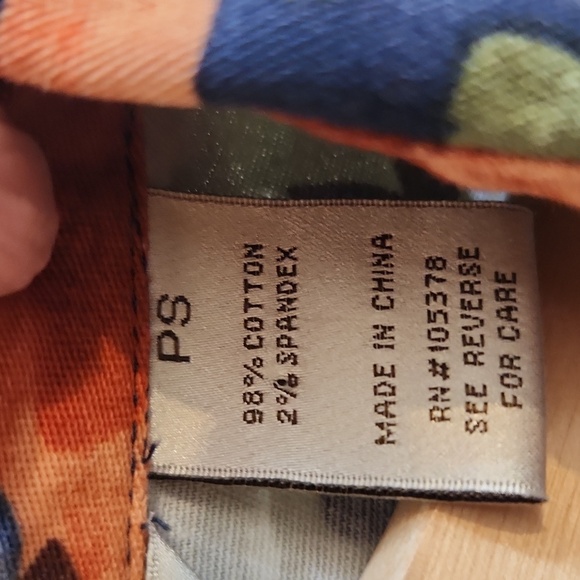 PS
98% COTTON
2% SPANDEX
MADE IN CHINA
RN#105378
SEE REVERSE
FOR CARE